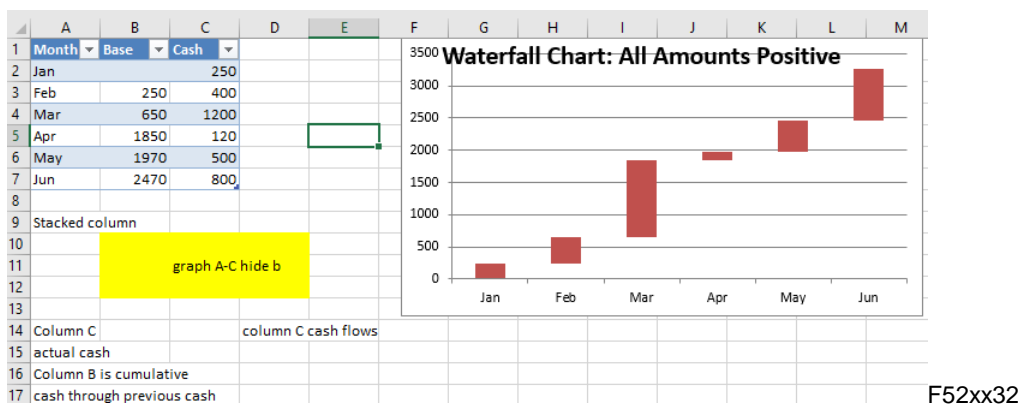 A B C D E F G H I J K L M
1 Month Base Cash
2 Jan 250
3 Feb 250 400
4 Mar 650 1200
5 Apr 1850 120
6 May 1970 500
7 Jun 2470 800
8
9 Stacked column
10
11 graph A-C hide b
12
13
14 Column C column C cash flows
15 actual cash
16 Column B is cumulative
17 cash through previous cash
Waterfall Chart: All Amounts Positive
3500
3000
2500
2000
1500
1000
500
0
Jan Feb Mar Apr May Jun
F52xx32